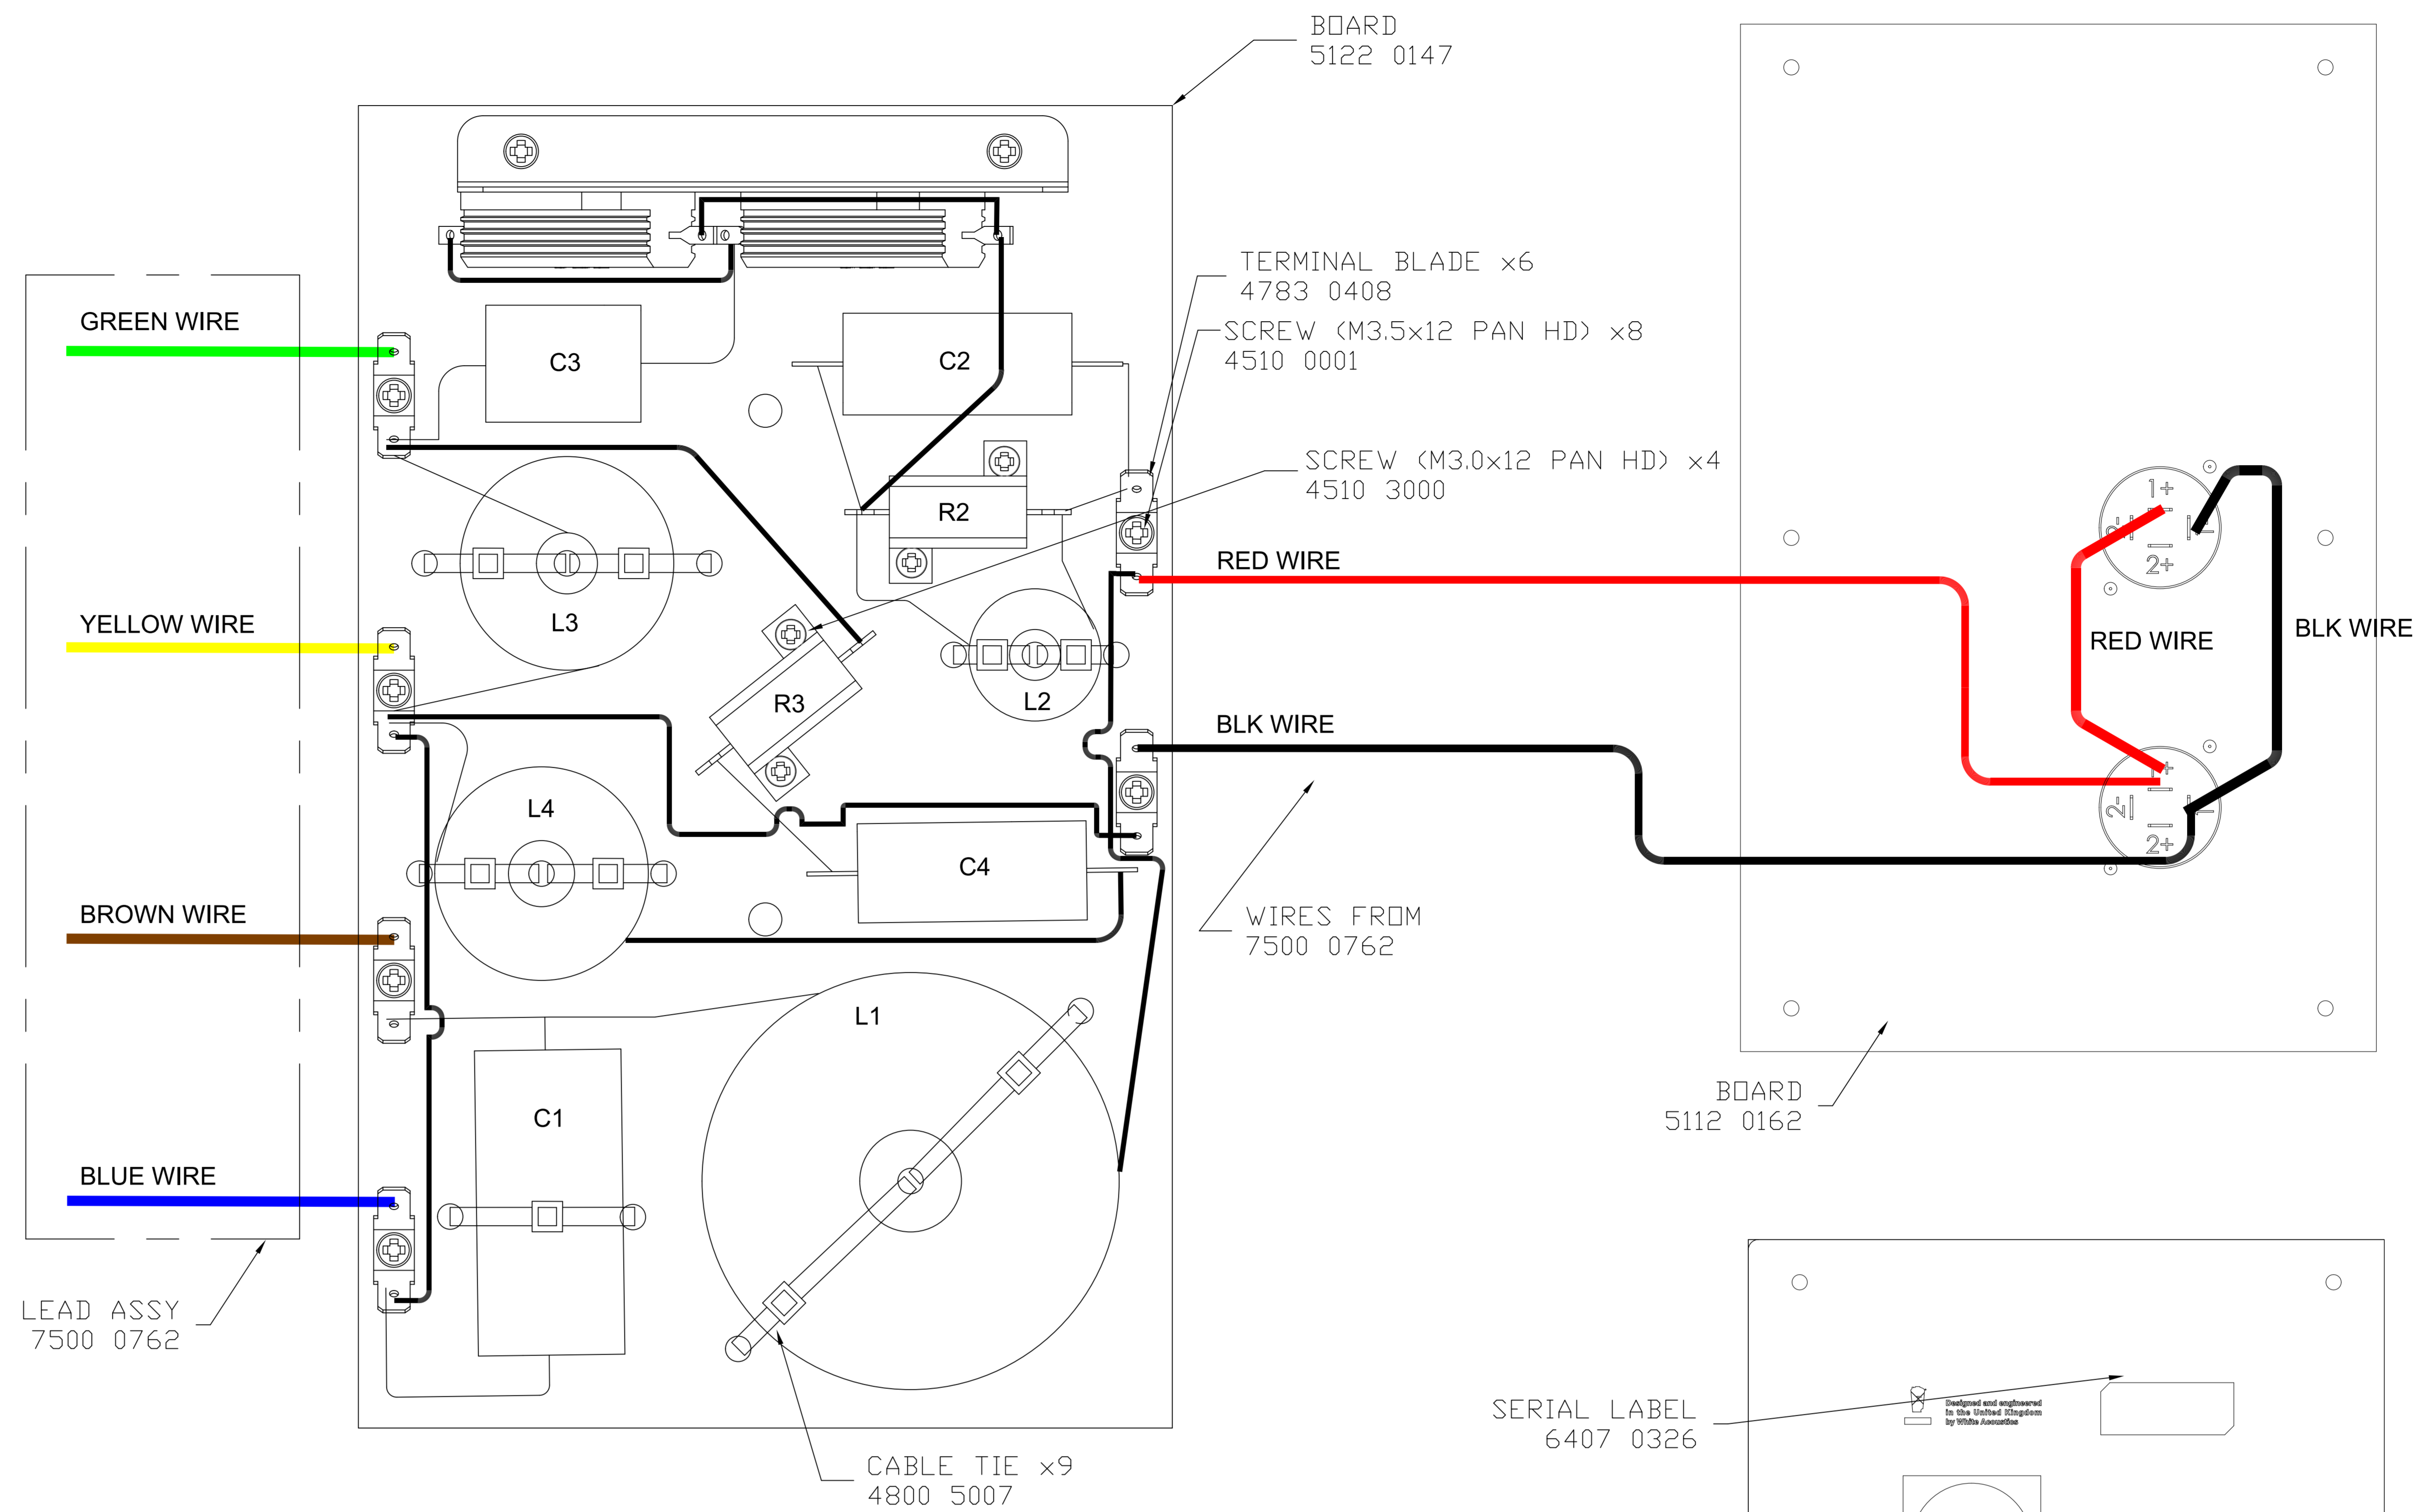 BOARD
5122 0147
TERMINAL BLADE x6
4783 0408
SCREW (M3.5x12 PAN HD) x8
4510 0001
SCREW (M3.0x12 PAN HD) x4
4510 3000
GREEN WIRE
C3
C2
R2
L3
YELLOW WIRE
R3
L2
RED WIRE
1+
2-
1-
2+
RED WIRE
BLK WIRE
BLK WIRE
L4
C4
1+
2-
1-
2+
BROWN WIRE
WIRES FROM
7500 0762
L1
C1
BOARD
5112 0162
BLUE WIRE
LEAD ASSY
7500 0762
CABLE TIE x9
4800 5007
SERIAL LABEL
6407 0326
Designed and engineered
in the United Kingdom
by White Acoustics